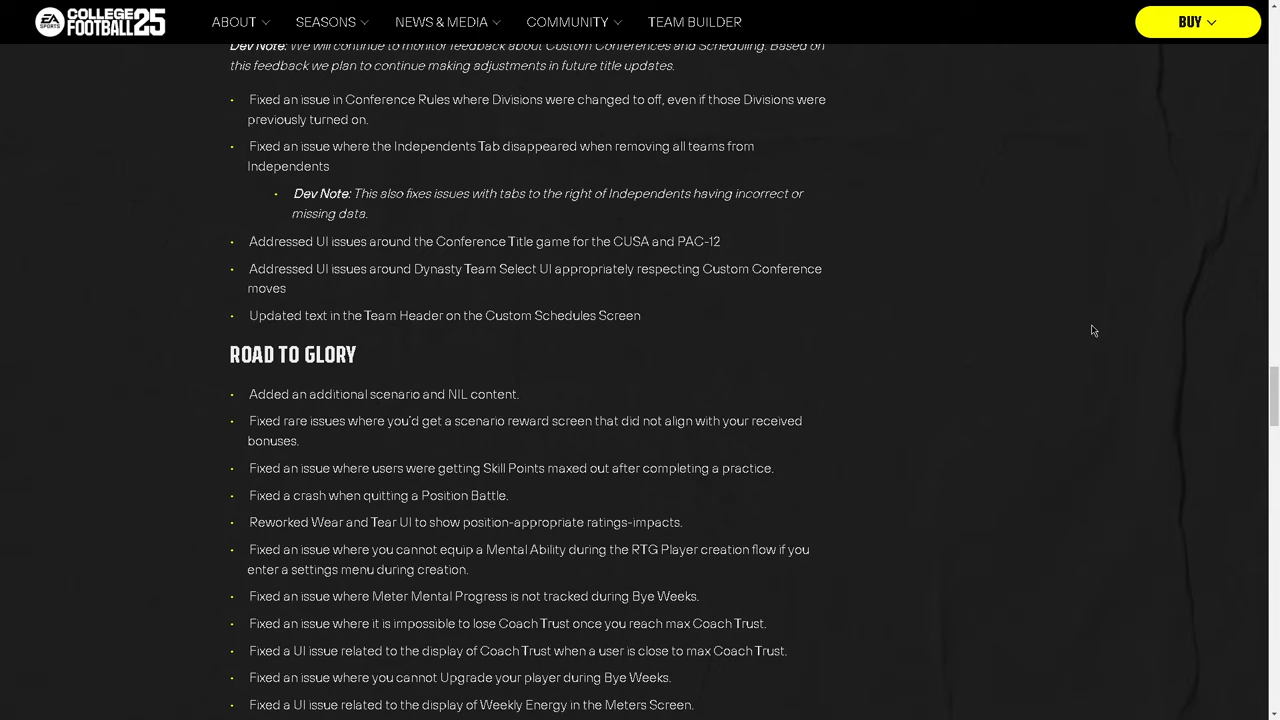 EA SPORTS COLLEGE FOOTBALL 25 ABOUT SEASONS NEWS & MEDIA COMMUNITY TEAM BUILDER BUY
Dev Note: We will continue to monitor feedback about Custom Conferences and Scheduling. Based on
this feedback we plan to continue making adjustments in future title updates.
• Fixed an issue in Conference Rules where Divisions were changed to off, even if those Divisions were
previously turned on.
• Fixed an issue where the Independents Tab disappeared when removing all teams from
Independents
• Dev Note: This also fixes issues with tabs to the right of Independents having incorrect or
missing data.
• Addressed UI issues around the Conference Title game for the CUSA and PAC-12
• Addressed UI issues around Dynasty Team Select UI appropriately respecting Custom Conference
moves
• Updated text in the Team Header on the Custom Schedules Screen
ROAD TO GLORY
• Added an additional scenario and NIL content.
• Fixed rare issues where you'd get a scenario reward screen that did not align with your received
bonuses.
• Fixed an issue where users were getting Skill Points maxed out after completing a practice.
• Fixed a crash when quitting a Position Battle.
• Reworked Wear and Tear UI to show position-appropriate ratings-impacts.
• Fixed an issue where you cannot equip a Mental Ability during the RTG Player creation flow if you
enter a settings menu during creation.
• Fixed an issue where Meter Mental Progress is not tracked during Bye Weeks.
• Fixed an issue where it is impossible to lose Coach Trust once you reach max Coach Trust.
• Fixed a UI issue related to the display of Coach Trust when a user is close to max Coach Trust.
• Fixed an issue where you cannot Upgrade your player during Bye Weeks.
• Fixed a UI issue related to the display of Weekly Energy in the Meters Screen.